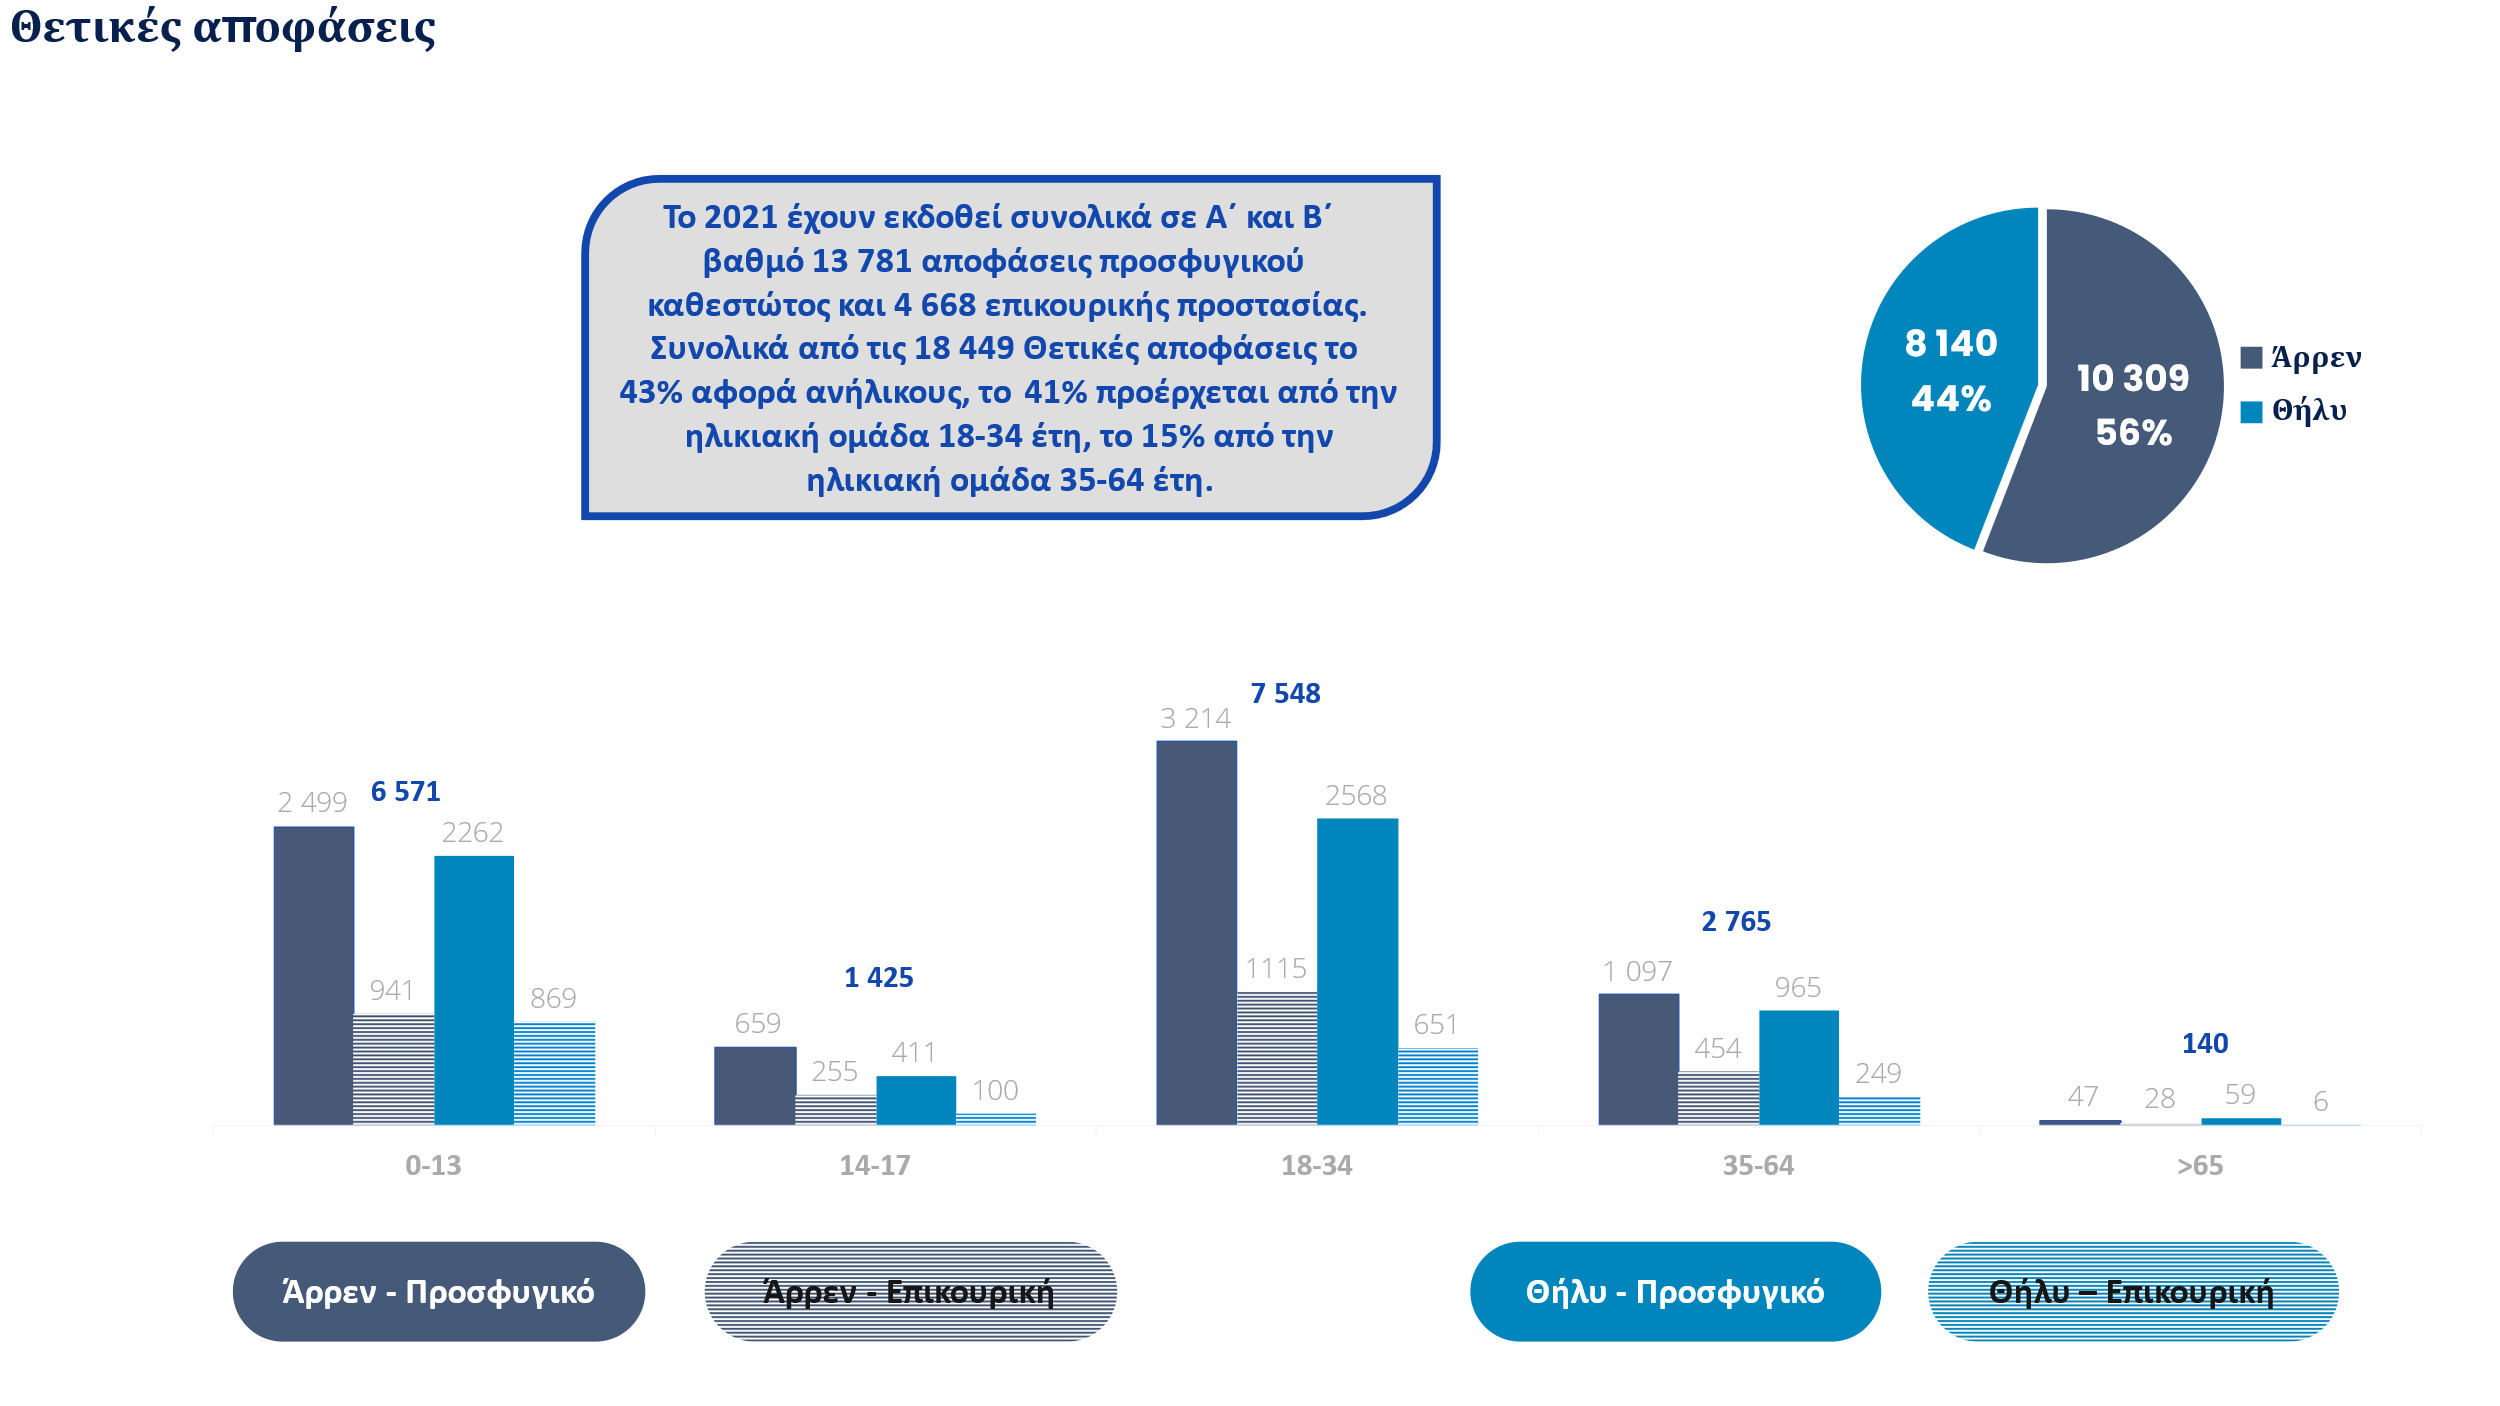 Θετικές αποφάσεις
Το 2021 έχουν εκδοθεί συνολικά σε Α΄ και Β΄
βαθμό 13 781 αποφάσεις προσφυγικού
καθεστώτος και 4 668 επικουρικής προστασίας.
Συνολικά από τις 18 449 Θετικές αποφάσεις το
43% αφορά ανήλικους, το 41% προέρχεται από την
ηλικιακή ομάδα 18-34 έτη, το 15% από την
ηλικιακή ομάδα 35-64 έτη.
8 140
44%
10 309
56%
Άρρεν
Θήλυ
2 499
6 571
2262
941
869
1 425
659
255
411
100
7 548
3 214
2568
1115
651
2 765
1 097
965
454
249
140
47
28
59
6
0-13
14-17
18-34
35-64
>65
Άρρεν - Προσφυγικό
Άρρεν - Επικουρική
Θήλυ - Προσφυγικό
Θήλυ – Επικουρική